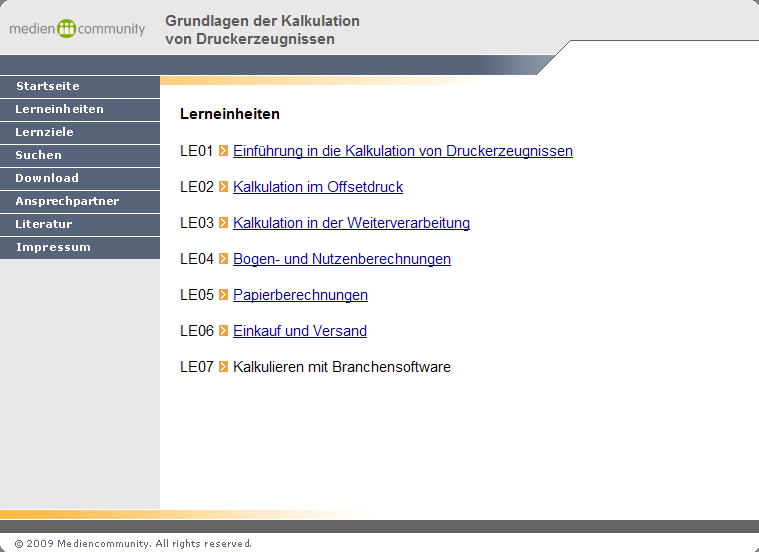 medien community
Grundlagen der Kalkulation
von Druckerzeugnissen
Startseite
Lerneinheiten
Lernziele
Suchen
Download
Ansprechpartner
Literatur
Impressum
Lerneinheiten
LE01 Einführung in die Kalkulation von Druckerzeugnissen
LE02 Kalkulation im Offsetdruck
LE03 Kalkulation in der Weiterverarbeitung
LE04 Bogen- und Nutzenberechnungen
LE05 Papierberechnungen
LE06 Einkauf und Versand
LE07 Kalkulieren mit Branchensoftware
© 2009 Mediencommunity. All rights reserved.